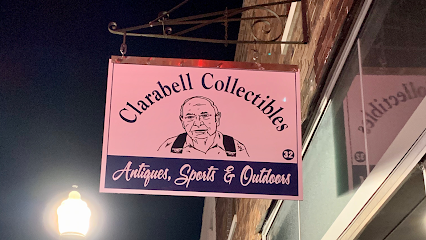 Clarabell Collectibles
32
Antiques, Sports & Outdoors